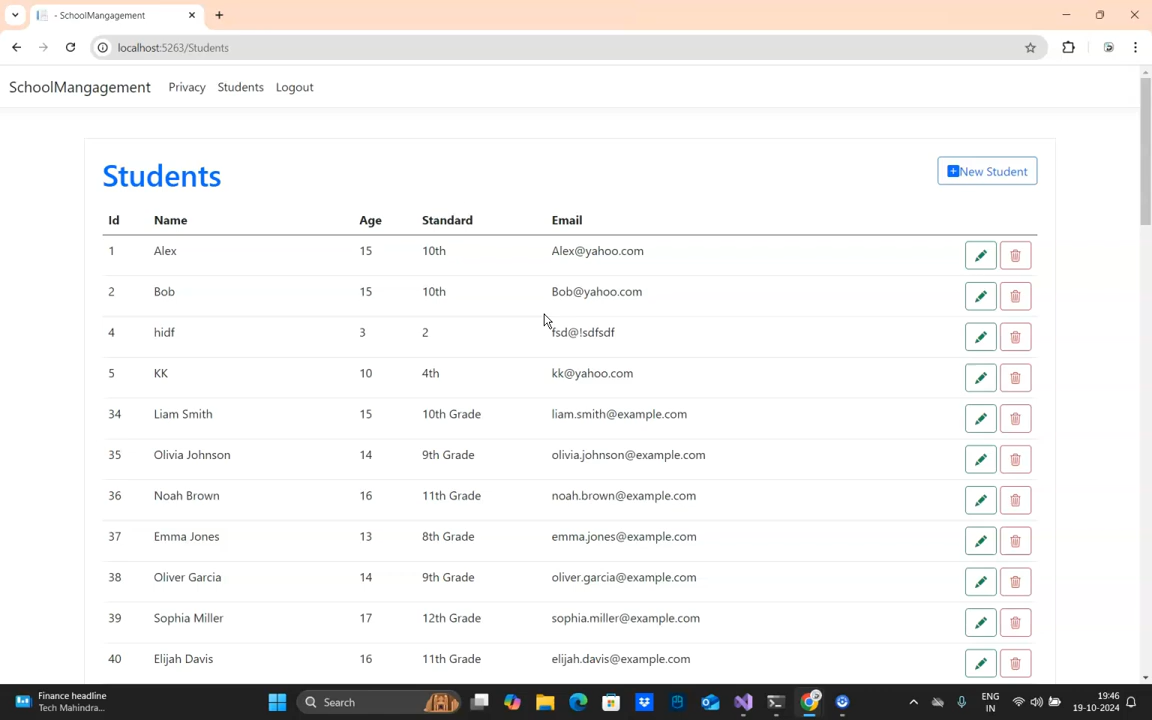 - SchoolMangagement
localhost:5263/Students
SchoolMangagement Privacy Students Logout
Students
New Student
Id Name Age Standard Email
1 Alex 15 10th Alex@yahoo.com
2 Bob 15 10th Bob@yahoo.com
4 hidf 3 2 fsd@!sdfsdf
5 KK 10 4th kk@yahoo.com
34 Liam Smith 15 10th Grade liam.smith@example.com
35 Olivia Johnson 14 9th Grade olivia.johnson@example.com
36 Noah Brown 16 11th Grade noah.brown@example.com
37 Emma Jones 13 8th Grade emma.jones@example.com
38 Oliver Garcia 14 9th Grade oliver.garcia@example.com
39 Sophia Miller 17 12th Grade sophia.miller@example.com
40 Elijah Davis 16 11th Grade elijah.davis@example.com
Finance headline
Tech Mahindra...
Search
ENG
IN
19:46
19-10-2024